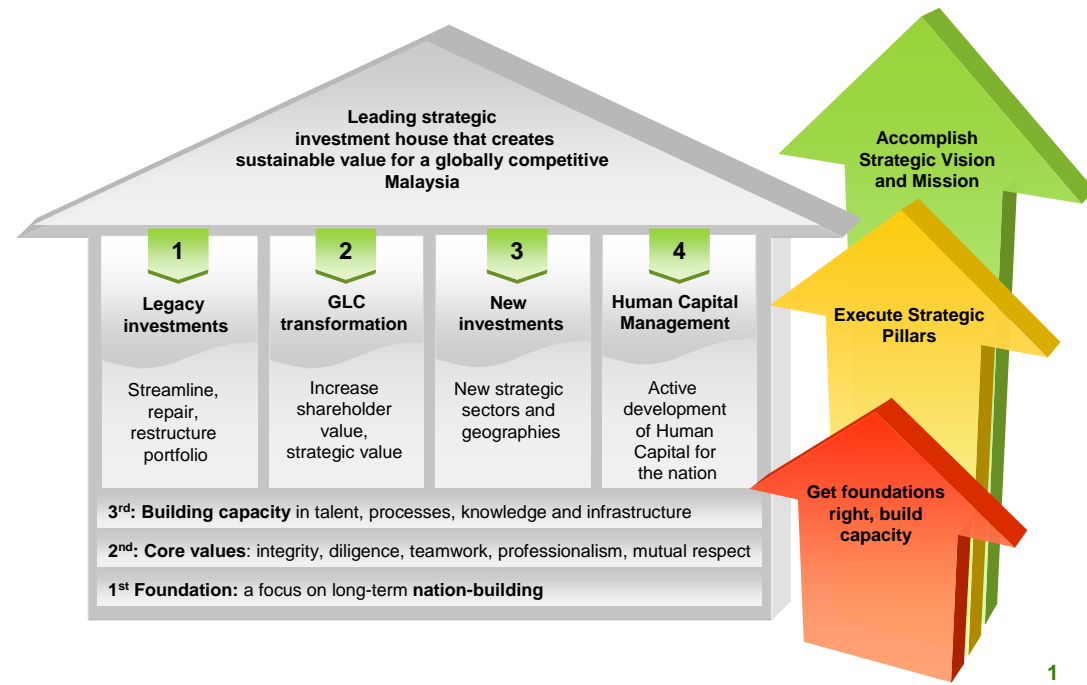 Leading strategic
investment house that creates
sustainable value for a globally competitive
Malaysia
1
Legacy
investments
Streamline,
repair,
restructure
portfolio
2
GLC
transformation
Increase
shareholder
value,
strategic value
3
New
investments
New strategic
sectors and
geographies
4
Human Capital
Management
Active
development
of Human
Capital for
the nation
3rd: Building capacity in talent, processes, knowledge and infrastructure
2nd: Core values: integrity, diligence, teamwork, professionalism, mutual respect
1st Foundation: a focus on long-term nation-building
Accomplish
Strategic Vision
and Mission
Execute Strategic
Pillars
Get foundations
right, build
capacity
1